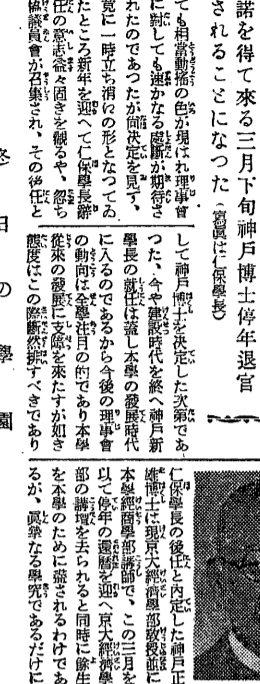 諾を得て來る三月下旬神戸博士停年退官
されることになつた(寫眞は仁保學長)
ても相當動搖の色が現はれ理事會
に對しても速かなる處斷が期待さ
れたのであつたが尚決定を見ず、
竟に一時立消の形となつてゐ
たところ新年を迎へて仁保學長辭
任の意志益々固きを觀るや、忽ち
協議員會が召集され、その後任と
して神戸博士を決定した次第であ
つた、今や建設時代を終へ神戸新
學長の就任は蓋し本學の發展時代
に入るのであるから今後の理事會
の動向は全學注目の的であり本學
從來の發展に支障を來たすが如き
態度はこの際斷然排すべきであり
仁保學長の後任と内定した神戸正
雄博士は現京大經濟學部敎授並に
本學經商學部講師で、この三月を
以て停年の還曆を迎へ京大經濟學
部の講壇を去られると同時に餘生
を本學のために盡されるわけであ
るが、眞摯なる學究であるだけに
冬日の學園